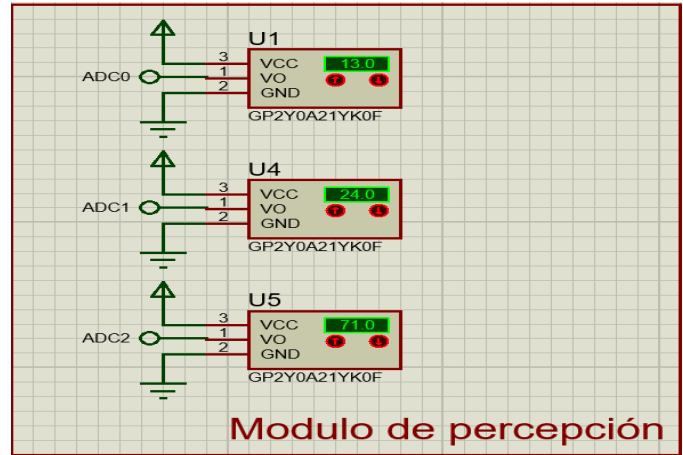 U1
3 VCC 13.0
ADC0 1 VO
2 GND
GP2Y0A21YK0F
U4
3 VCC 24.0
ADC1 1 VO
2 GND
GP2Y0A21YK0F
U5
3 VCC 71.0
ADC2 1 VO
2 GND
GP2Y0A21YK0F
Modulo de percepción